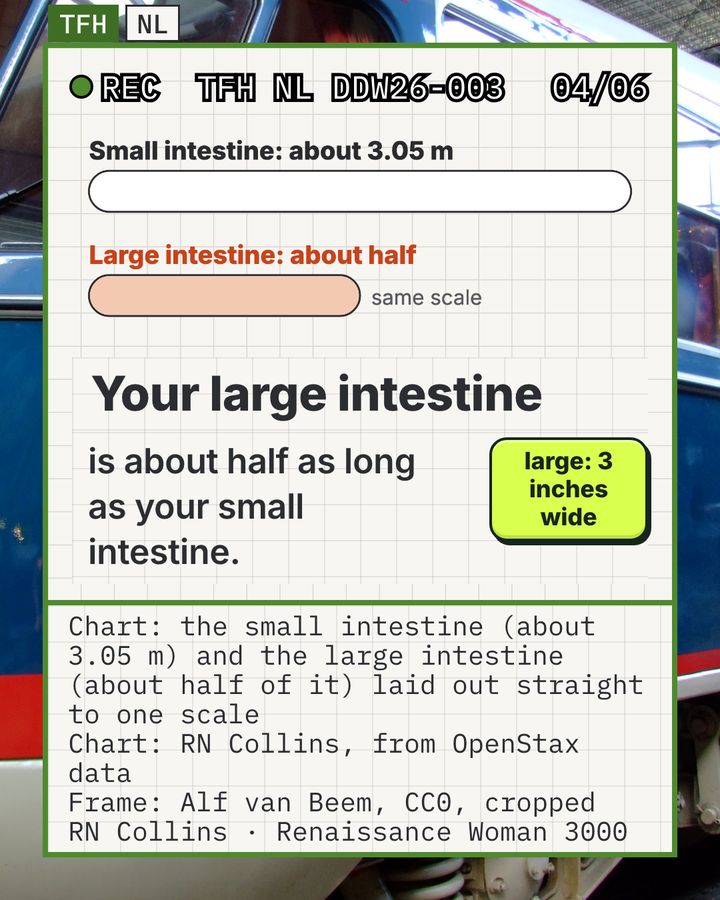 TFH NL
REC TFH NL DDW26-003 04/06
Small intestine: about 3.05 m
Large intestine: about half
same scale
Your large intestine
is about half as long
as your small
intestine.
large: 3
inches
wide
Chart: the small intestine (about
3.05 m) and the large intestine
(about half of it) laid out straight
to one scale
Chart: RN Collins, from OpenStax
data
Frame: Alf van Beem, CC0, cropped
RN Collins · Renaissance Woman 3000